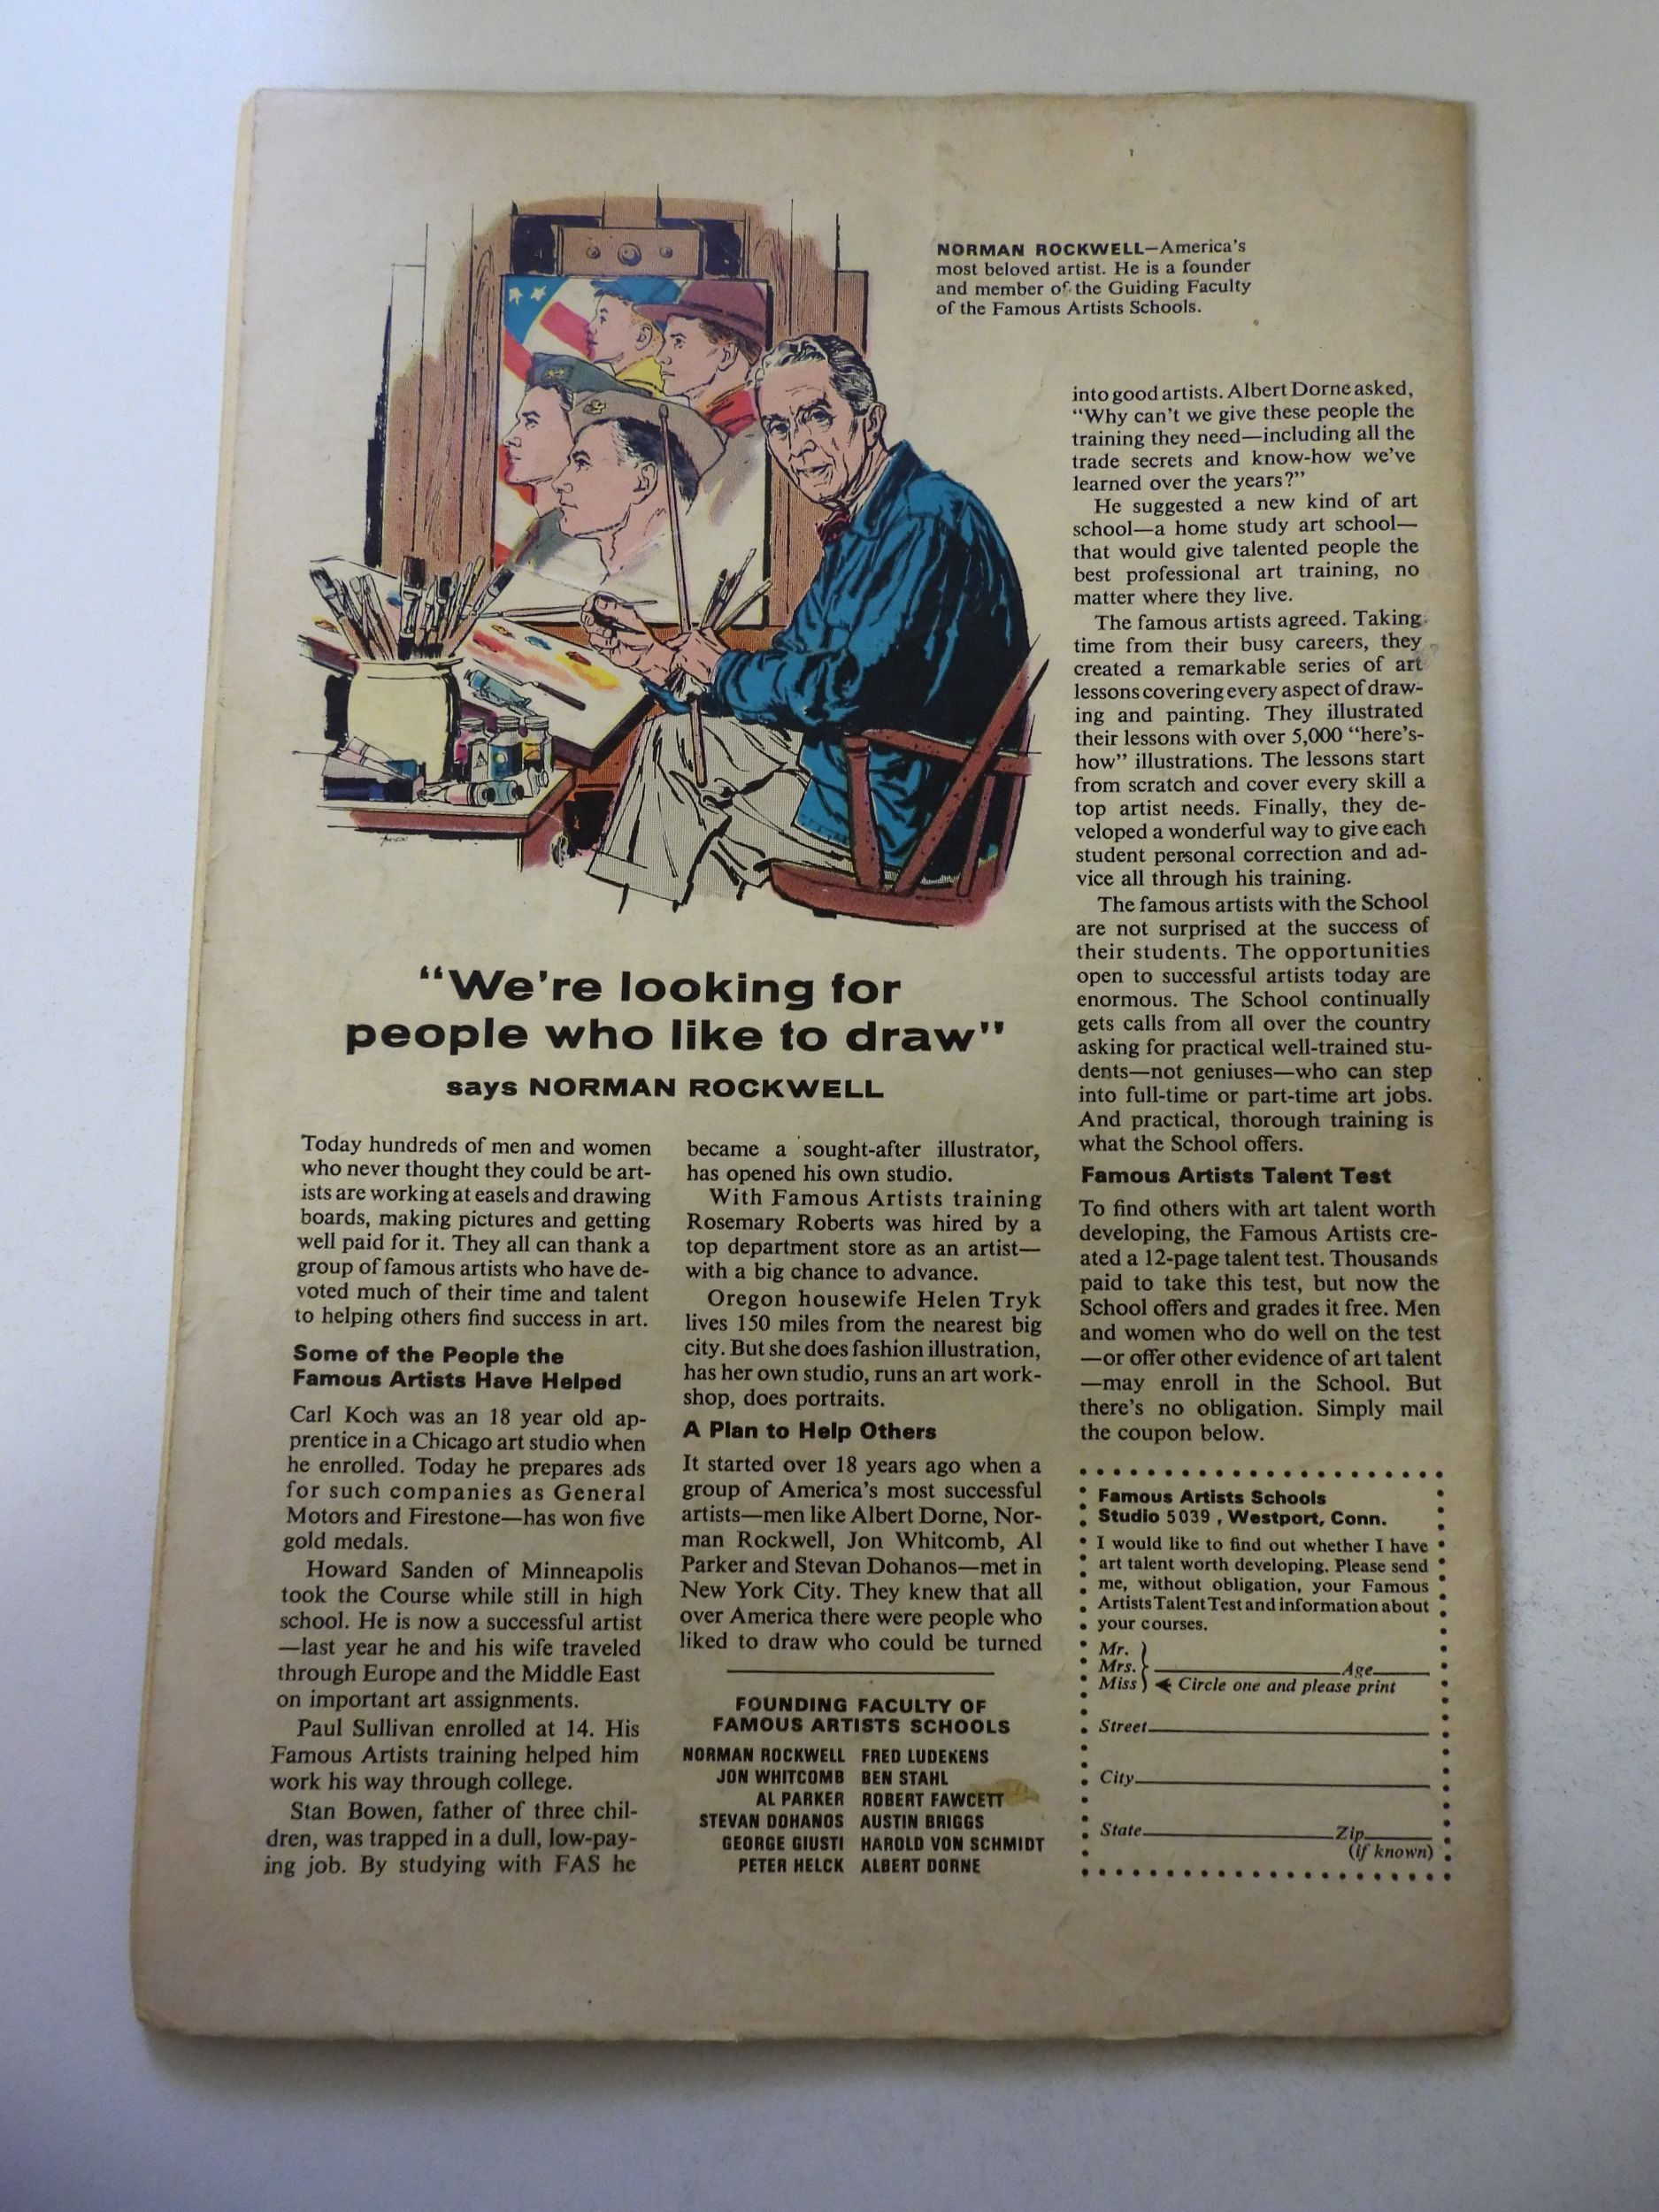 NORMAN ROCKWELL—America's
most beloved artist. He is a founder
and member of the Guiding Faculty
of the Famous Artists Schools.
"We're looking for
people who like to draw"
says NORMAN ROCKWELL
Today hundreds of men and women
who never thought they could be art-
ists are working at easels and drawing
boards, making pictures and getting
well paid for it. They all can thank a
group of famous artists who have de-
voted much of their time and talent
to helping others find success in art.
Some of the People the
Famous Artists Have Helped
Carl Koch was an 18 year old ap-
prentice in a Chicago art studio when
he enrolled. Today he prepares ads
for such companies as General
Motors and Firestone—has won five
gold medals.
Howard Sanden of Minneapolis
took the Course while still in high
school. He is now a successful artist
—last year he and his wife traveled
through Europe and the Middle East
on important art assignments.
Paul Sullivan enrolled at 14. His
Famous Artists training helped him
work his way through college.
Stan Bowen, father of three chil-
dren, was trapped in a dull, low-pay-
ing job. By studying with FAS he
became a sought-after illustrator,
has opened his own studio.
With Famous Artists training
Rosemary Roberts was hired by a
top department store as an artist—
with a big chance to advance.
Oregon housewife Helen Tryk
lives 150 miles from the nearest big
city. But she does fashion illustration,
has her own studio, runs an art work-
shop, does portraits.
A Plan to Help Others
It started over 18 years ago when a
group of America's most successful
artists—men like Albert Dorne, Nor-
man Rockwell, Jon Whitcomb, Al
Parker and Stevan Dohanos—met in
New York City. They knew that all
over America there were people who
liked to draw who could be turned
FOUNDING FACULTY OF
FAMOUS ARTISTS SCHOOLS
NORMAN ROCKWELL FRED LUDEKENS
JON WHITCOMB BEN STAHL
AL PARKER ROBERT FAWCETT
STEVAN DOHANOS AUSTIN BRIGGS
GEORGE GIUSTI HAROLD VON SCHMIDT
PETER HELCK ALBERT DORNE
into good artists. Albert Dorne asked,
"Why can't we give these people the
training they need—including all the
trade secrets and know-how we've
learned over the years?"
He suggested a new kind of art
school—a home study art school—
that would give talented people the
best professional art training, no
matter where they live.
The famous artists agreed. Taking
time from their busy careers, they
created a remarkable series of art
lessons covering every aspect of draw-
ing and painting. They illustrated
their lessons with over 5,000 "here's-
how" illustrations. The lessons start
from scratch and cover every skill a
top artist needs. Finally, they de-
veloped a wonderful way to give each
student personal correction and ad-
vice all through his training.
The famous artists with the School
are not surprised at the success of
their students. The opportunities
open to successful artists today are
enormous. The School continually
gets calls from all over the country
asking for practical well-trained stu-
dents—not geniuses—who can step
into full-time or part-time art jobs.
And practical, thorough training is
what the School offers.
Famous Artists Talent Test
To find others with art talent worth
developing, the Famous Artists cre-
ated a 12-page talent test. Thousands
paid to take this test, but now the
School offers and grades it free. Men
and women who do well on the test
—or offer other evidence of art talent
—may enroll in the School. But
there's no obligation. Simply mail
the coupon below.
Famous Artists Schools
Studio 5039, Westport, Conn.
I would like to find out whether I have
art talent worth developing. Please send
me, without obligation, your Famous
Artists Talent Test and information about
your courses.
Mr.
Mrs. Age
Miss Circle one and please print
Street
City
State Zip
(if known)